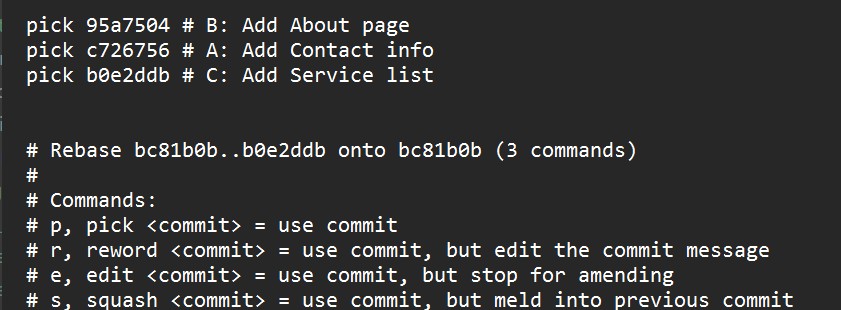 pick 95a7504 # B: Add About page
pick c726756 # A: Add Contact info
pick b0e2ddb # C: Add Service list
# Rebase bc81b0b..b0e2ddb onto bc81b0b (3 commands)
#
# Commands:
# p, pick <commit> = use commit
# r, reword <commit> = use commit, but edit the commit message
# e, edit <commit> = use commit, but stop for amending
# s, squash <commit> = use commit, but meld into previous commit